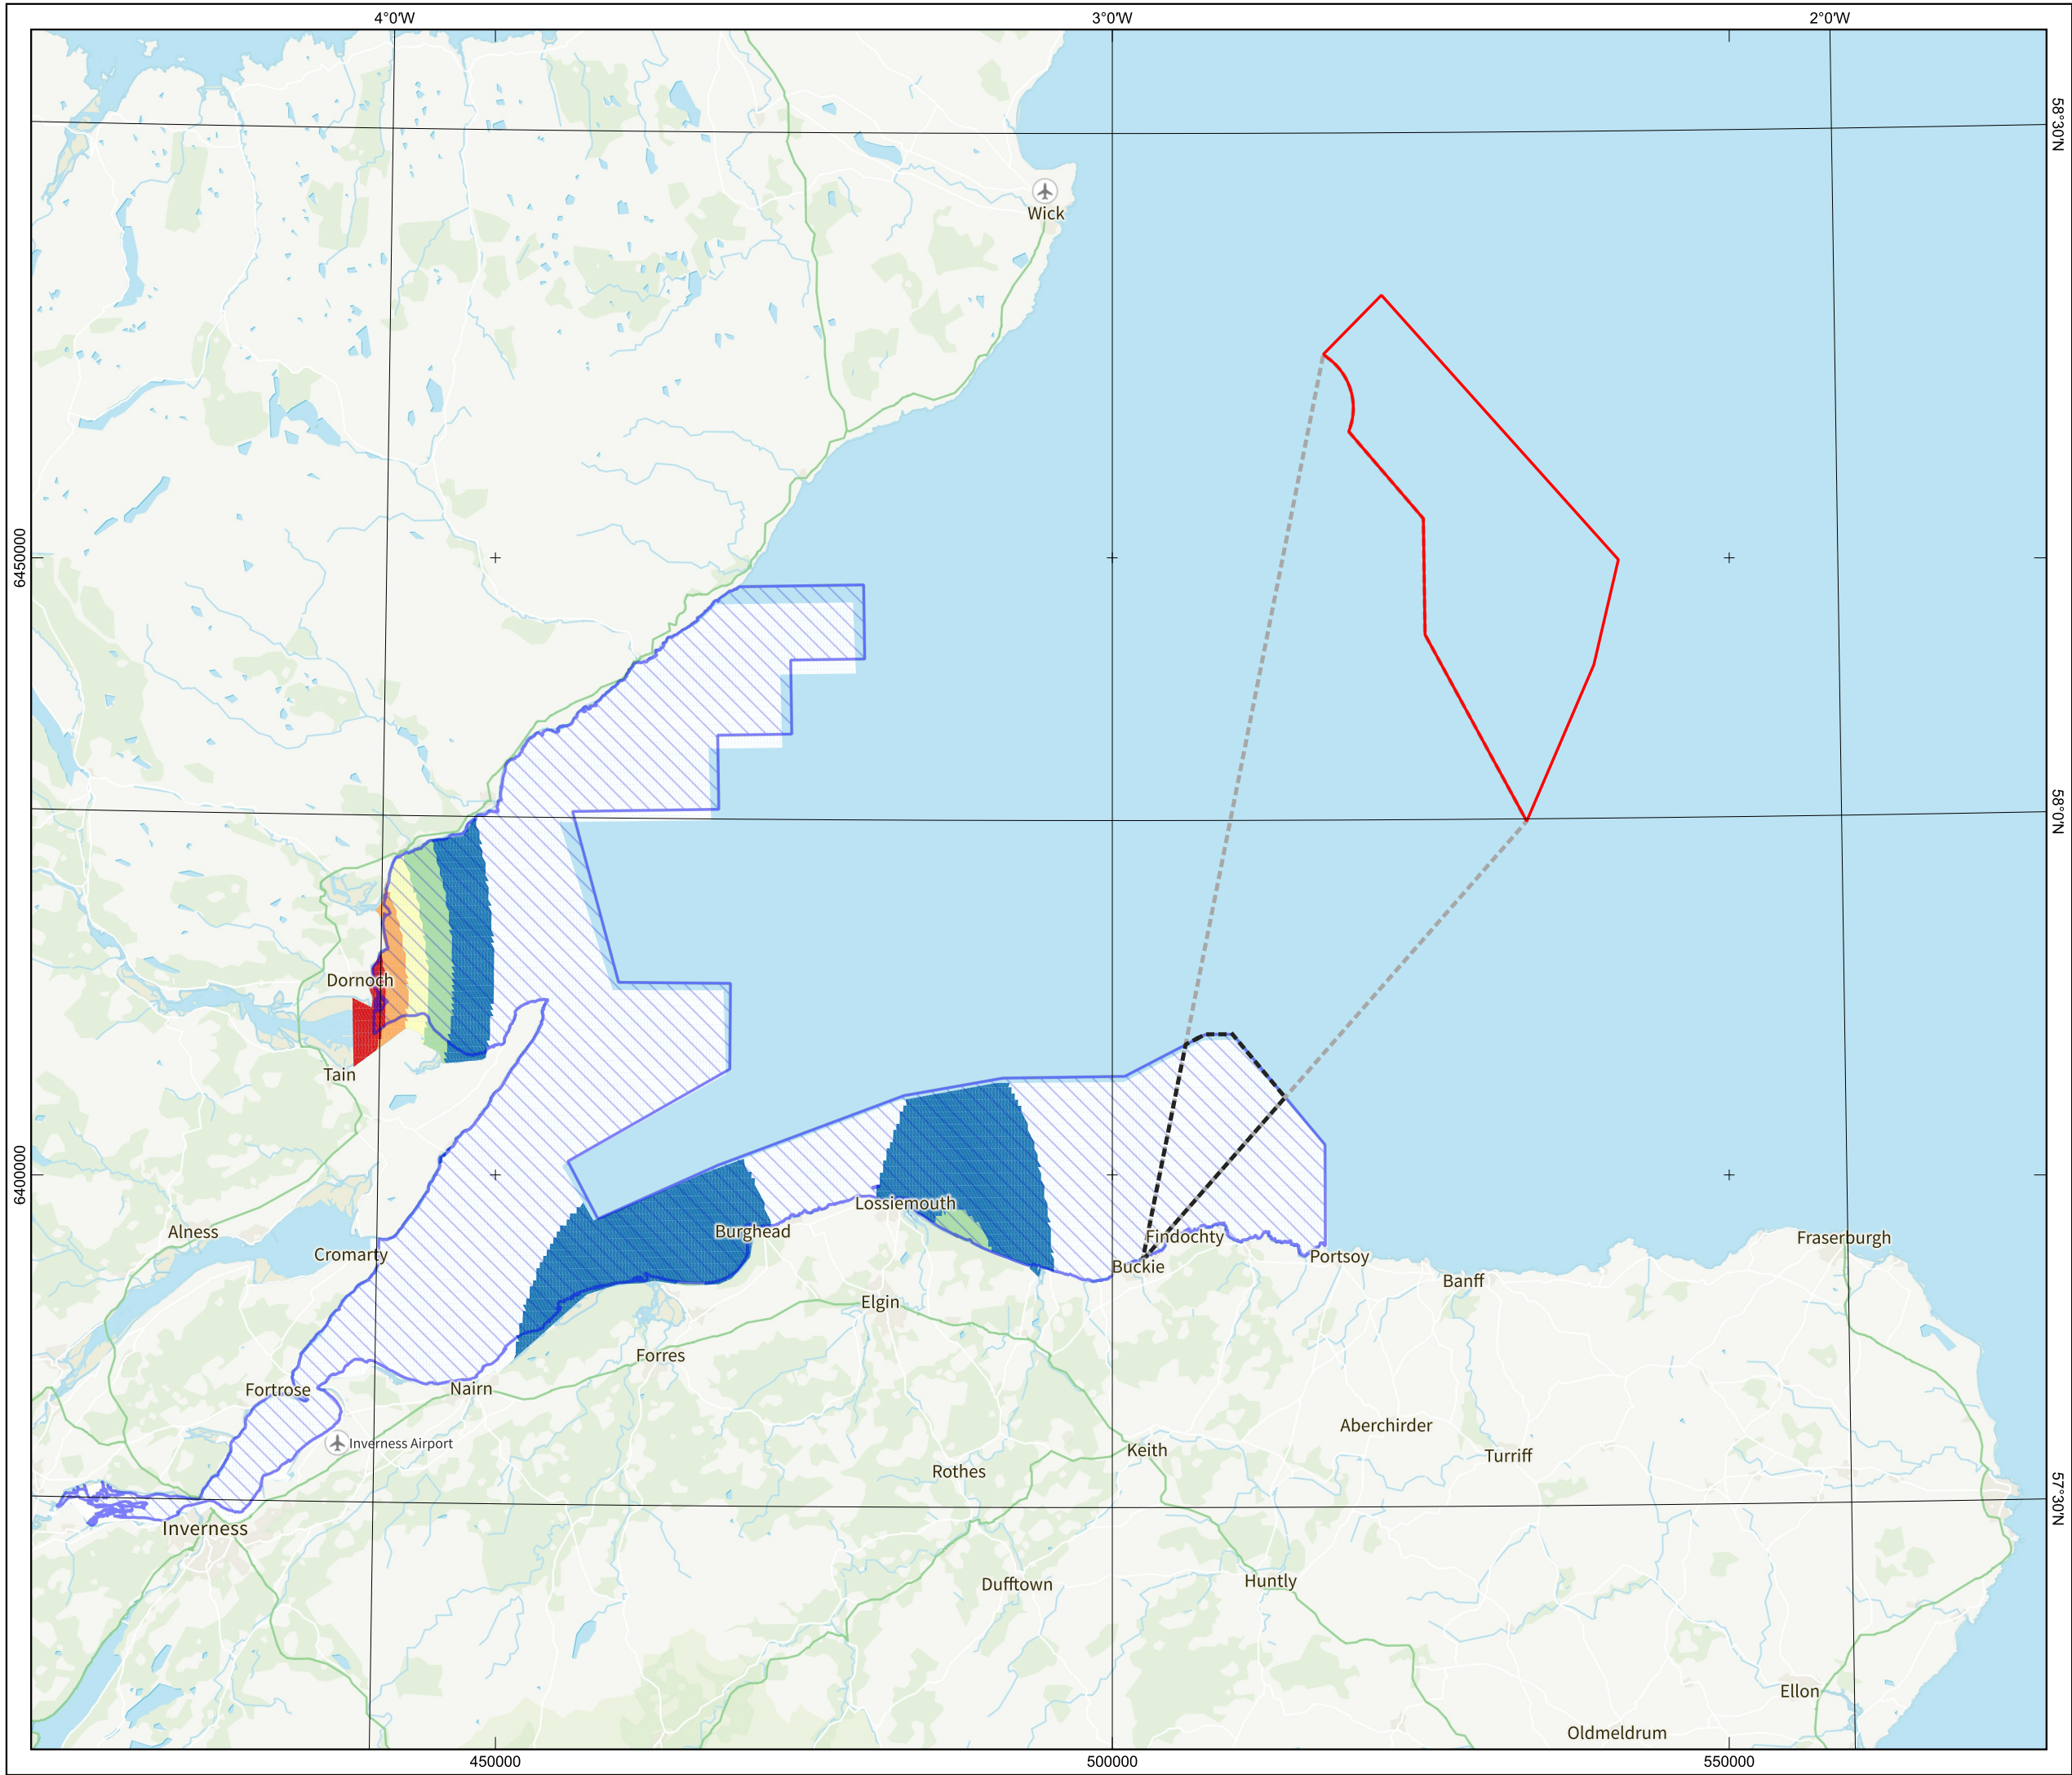 4°0'W
3°0'W
2°0'W
58°30'N
Wick
6450000
58°0'N
Dornoch
Tain
6400000
Lossiemouth
Alness
Burghead
Findochty
Fraserburgh
Cromarty
Portsoy
Buckie
Banff
Elgin
Forres
Nairn
Fortrose
Aberchirder
Inverness Airport
Keith
Turriff
Rothes
57°30'N
Inverness
Huntly
Dufftown
Ellon
Oldmeldrum
450000
500000
550000